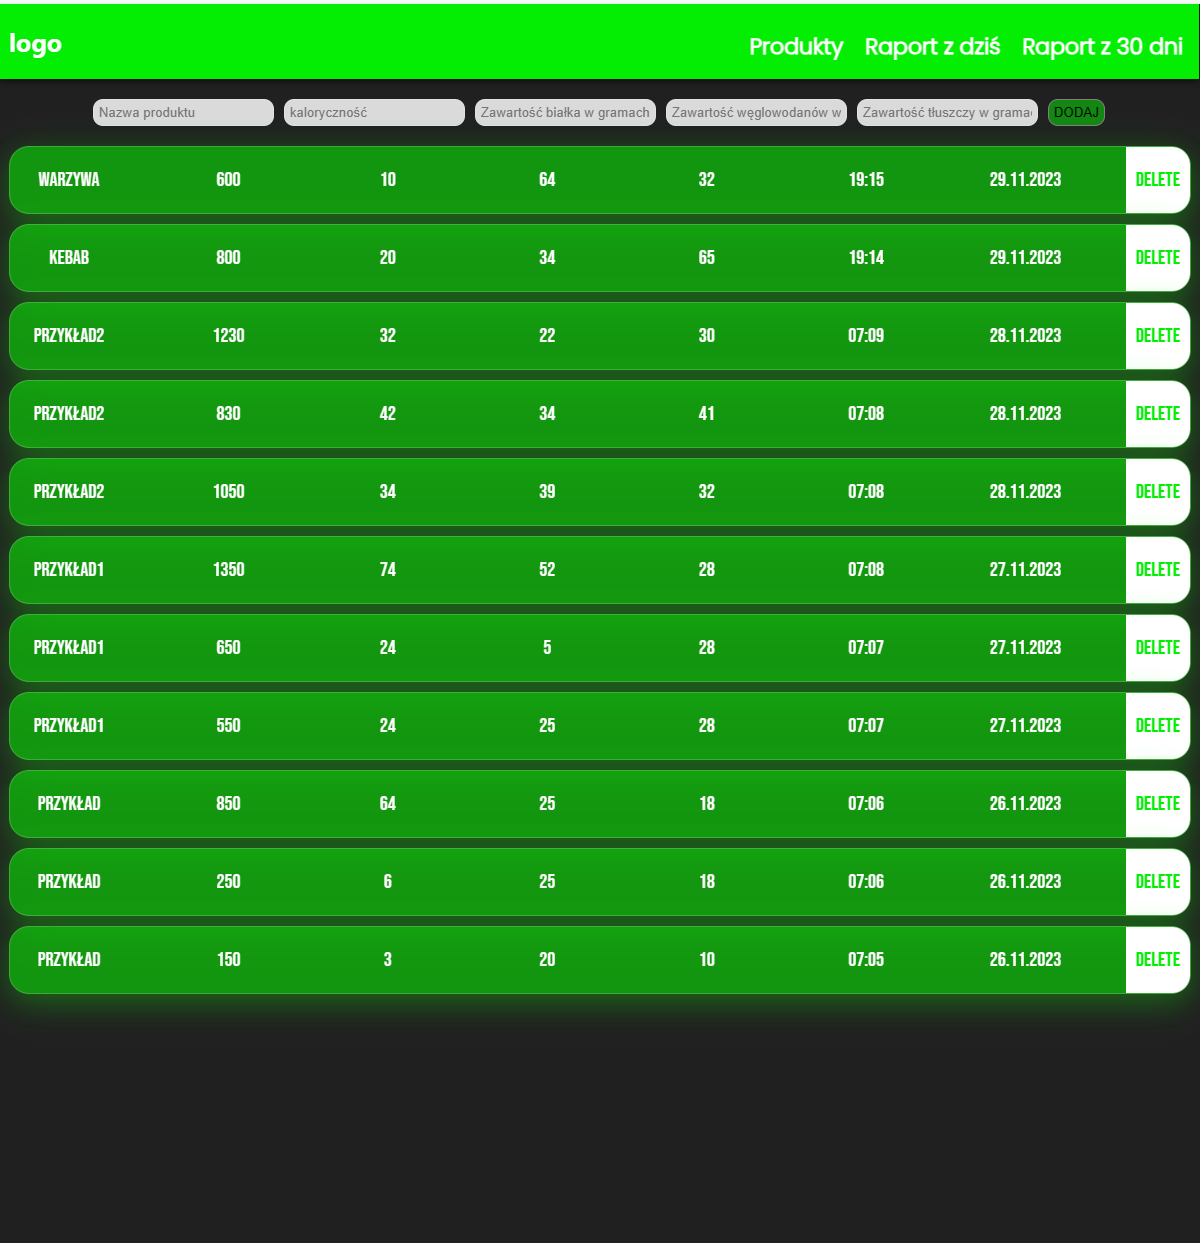 logo Produkty Raport z dziś Raport z 30 dni
Nazwa produktu kaloryczność Zawartość białka w gramach Zawartość węglowodanów w Zawartość tłuszczy w grama DODAJ
WARZYWA 600 10 64 32 19:15 29.11.2023 DELETE
KEBAB 800 20 34 65 19:14 29.11.2023 DELETE
PRZYKŁAD2 1230 32 22 30 07:09 28.11.2023 DELETE
PRZYKŁAD2 830 42 34 41 07:08 28.11.2023 DELETE
PRZYKŁAD2 1050 34 39 32 07:08 28.11.2023 DELETE
PRZYKŁAD1 1350 74 52 28 07:08 27.11.2023 DELETE
PRZYKŁAD1 650 24 5 28 07:07 27.11.2023 DELETE
PRZYKŁAD1 550 24 25 28 07:07 27.11.2023 DELETE
PRZYKŁAD 850 64 25 18 07:06 26.11.2023 DELETE
PRZYKŁAD 250 6 25 18 07:06 26.11.2023 DELETE
PRZYKŁAD 150 3 20 10 07:05 26.11.2023 DELETE